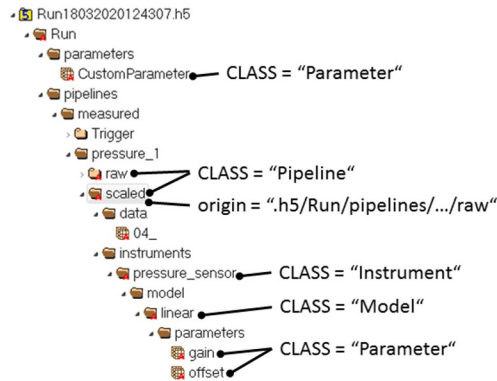 Run18032020124307.h5
Run
parameters
CustomParameter CLASS = “Parameter“
pipelines
measured
Trigger
pressure_1
raw CLASS = “Pipeline“
scaled
origin = “.h5/Run/pipelines/.../raw“
data
04_
instruments
pressure_sensor CLASS = “Instrument“
model
linear CLASS = “Model“
parameters
gain CLASS = “Parameter“
offset